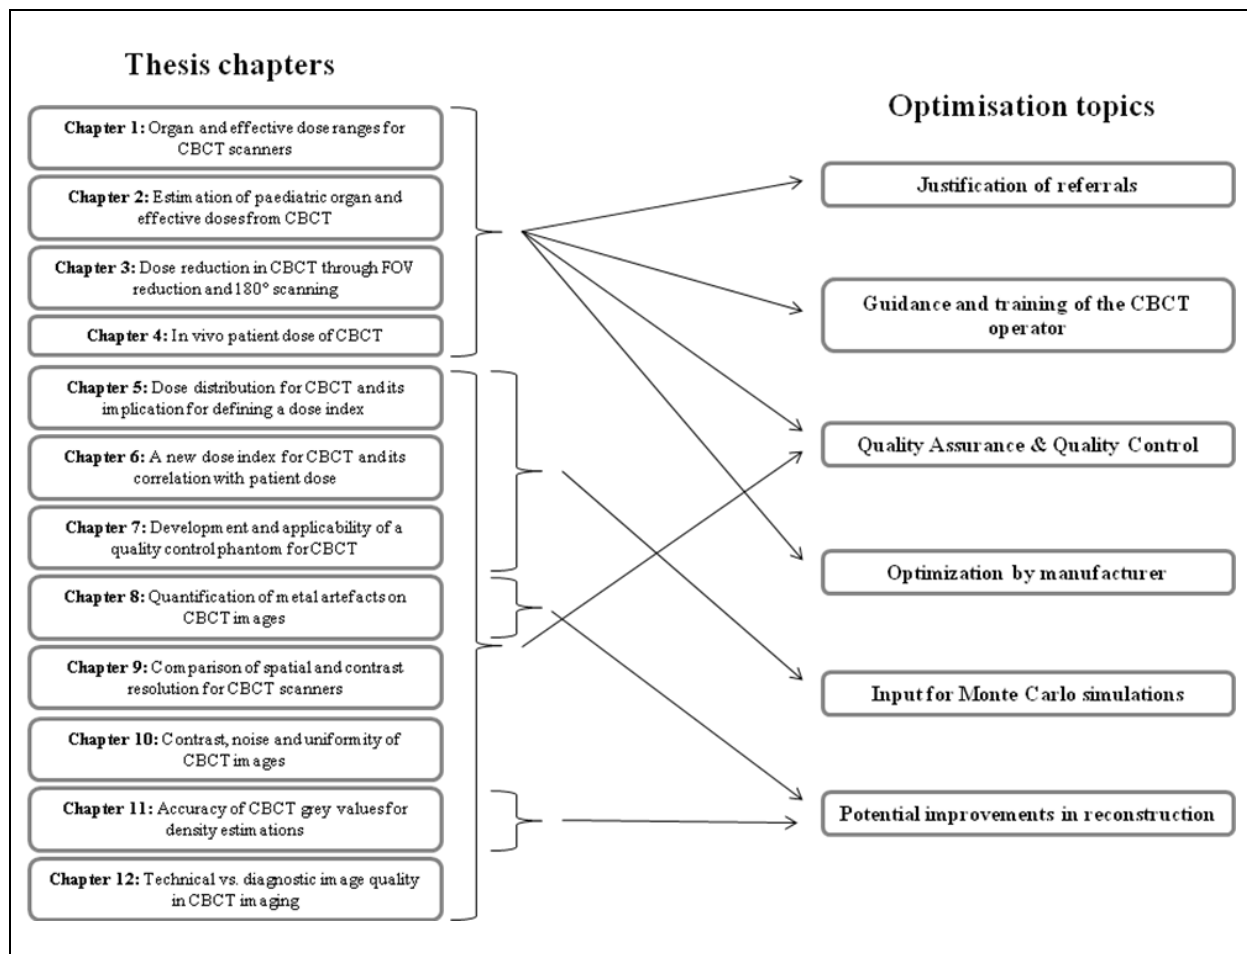 Thesis chapters
Chapter 1: Organ and effective dose ranges for
CBCT scanners
Chapter 2: Estimation of paediatric organ and
effective doses from CBCT
Chapter 3: Dose reduction in CBCT through FOV
reduction and 180° scanning
Chapter 4: In vivo patient dose of CBCT
Chapter 5: Dose distribution for CBCT and its
implication for defining a dose index
Chapter 6: A new dose index for CBCT and its
correlation with patient dose
Chapter 7: Development and applicability of a
quality control phantom for CBCT
Chapter 8: Quantification of metal artefacts on
CBCT images
Chapter 9: Comparison of spatial and contrast
resolution for CBCT scanners
Chapter 10: Contrast, noise and uniformity of
CBCT images
Chapter 11: Accuracy of CBCT grey values for
density estimations
Chapter 12: Technical vs. diagnostic image quality
in CBCT imaging
Optimisation topics
Justification of referrals
Guidance and training of the CBCT
operator
Quality Assurance & Quality Control
Optimization by manufacturer
Input for Monte Carlo simulations
Potential improvements in reconstruction